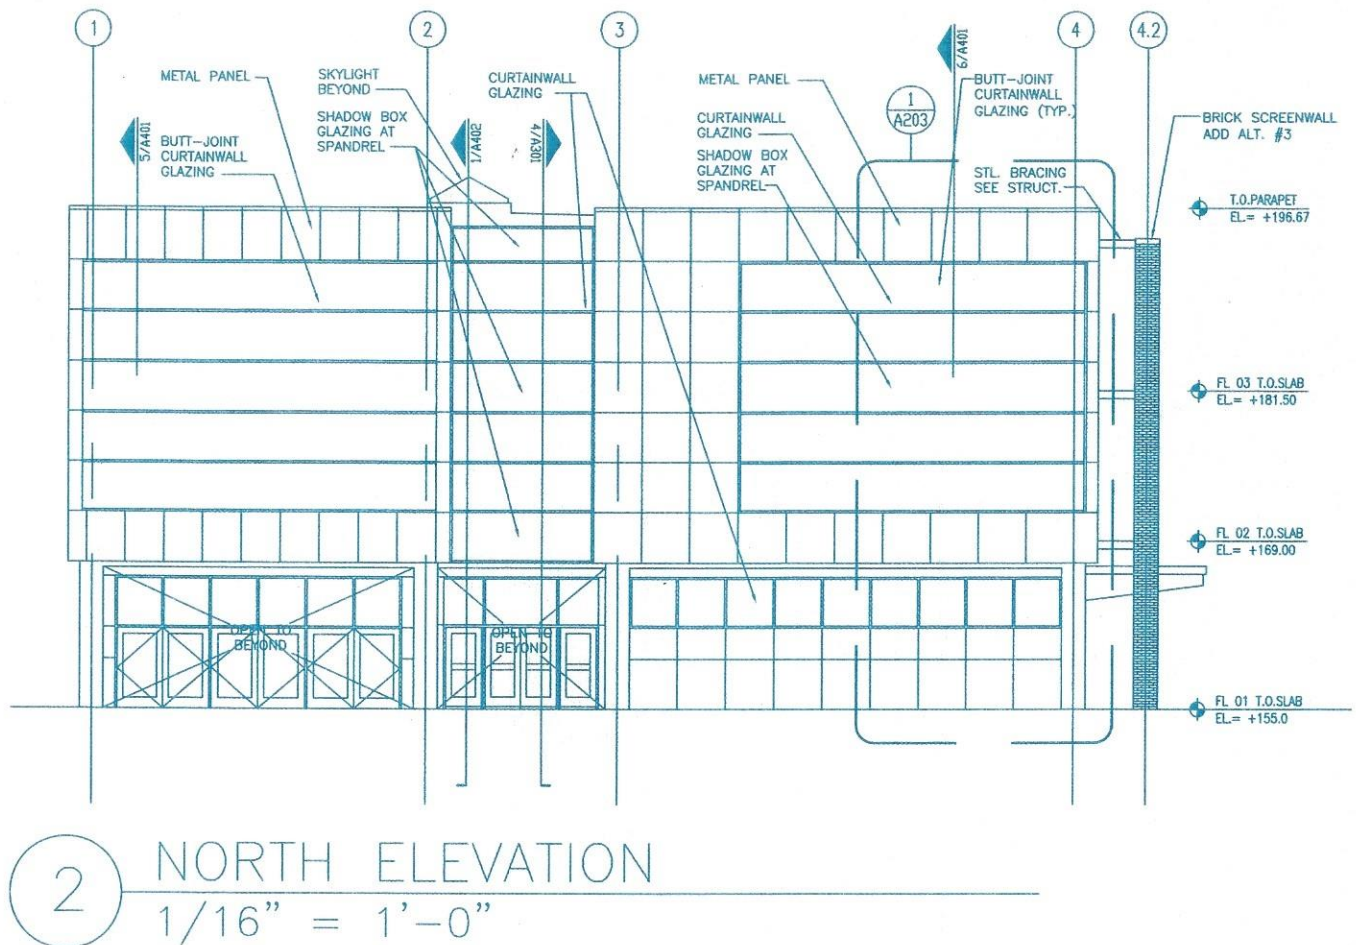 1
2
3
4
4.2
METAL PANEL
SKYLIGHT
BEYOND
CURTAINWALL
GLAZING
METAL PANEL
6/A401
BUTT-JOINT
CURTAINWALL
GLAZING (TYP.)
1
A203
BRICK SCREENWALL
ADD ALT. #3
SHADOW BOX
GLAZING AT
SPANDREL
CURTAINWALL
GLAZING
5/A401
BUTT-JOINT
CURTAINWALL
GLAZING
1/A402
4/A301
SHADOW BOX
GLAZING AT
SPANDREL
STL. BRACING
SEE STRUCT.
T.O.PARAPET
EL.= +196.67
FL 03 T.O.SLAB
EL.= +181.50
FL 02 T.O.SLAB
EL.= +169.00
OPEN TO
BEYOND
OPEN TO
BEYOND
FL 01 T.O.SLAB
EL.= +155.0
2
NORTH ELEVATION
1/16" = 1'-0"